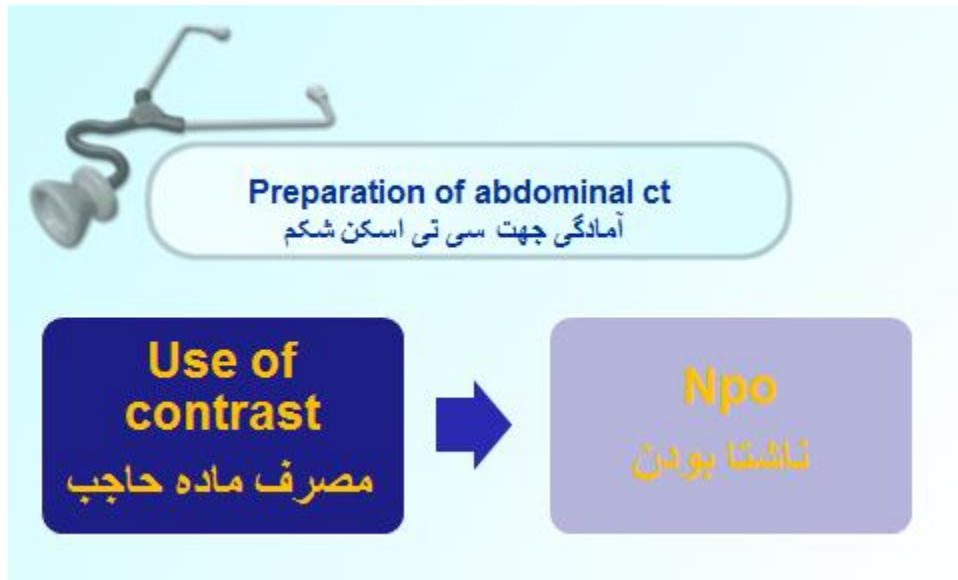 Preparation of abdominal ct
آمادگی جهت سی تی اسکن شکم
Use of
contrast
مصرف ماده حاجب
Npo
ناشتا بودن